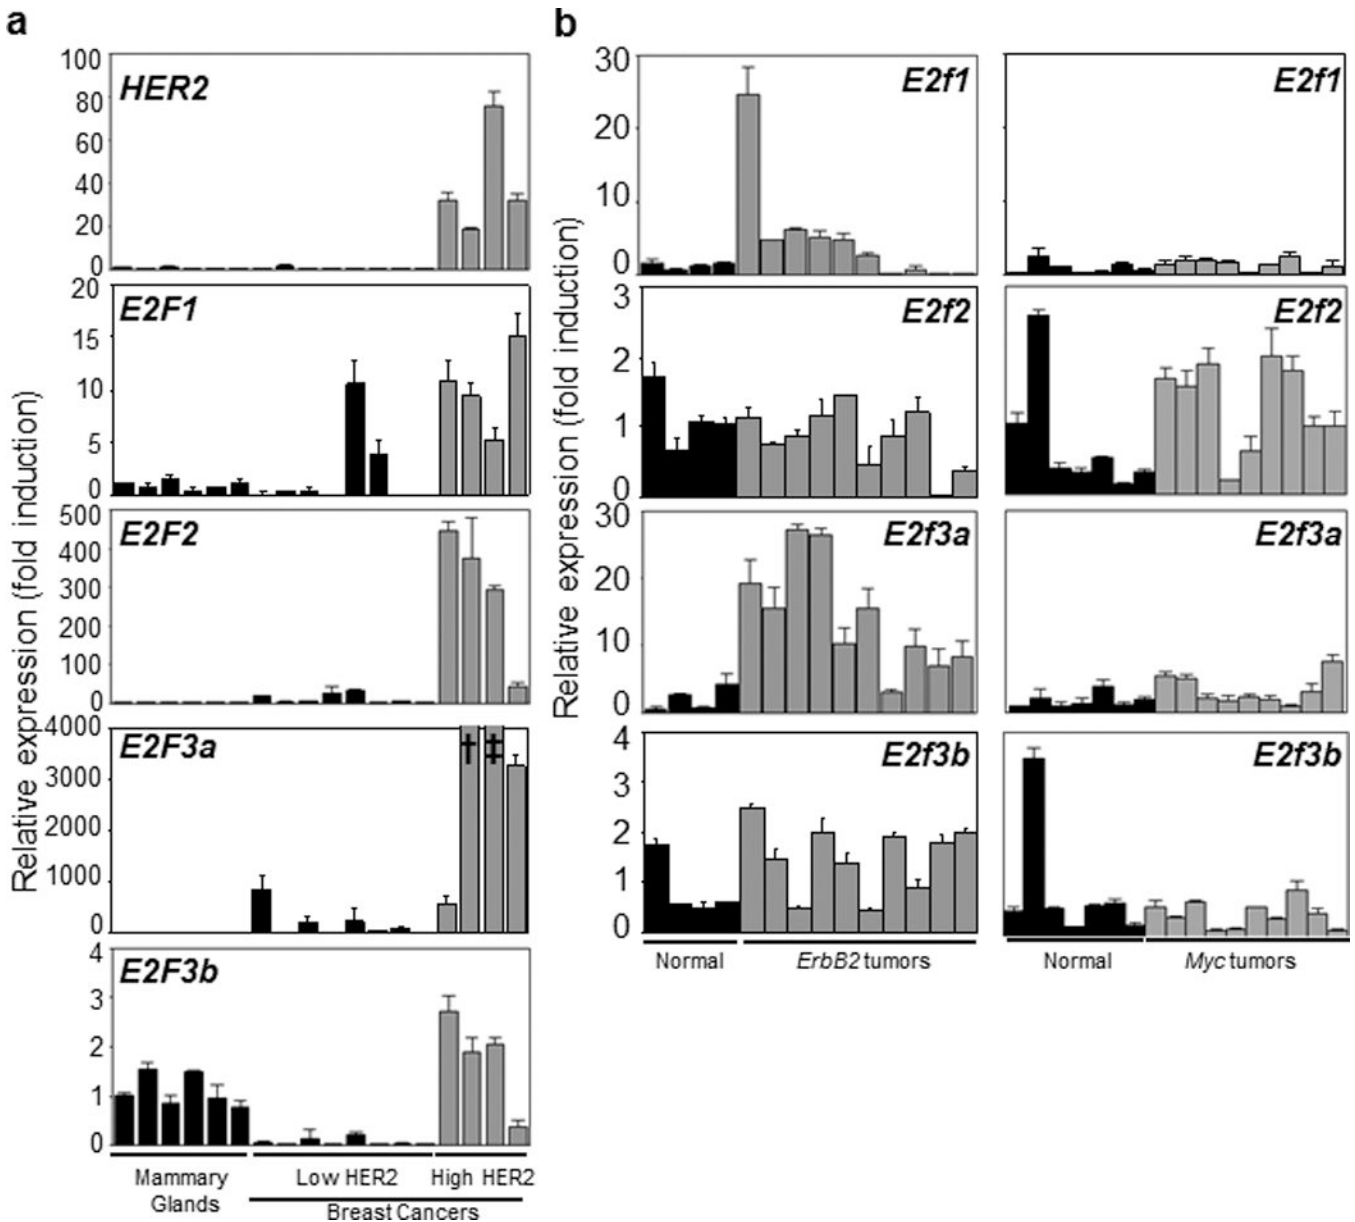 a
Relative expression (fold induction)
HER2
100
80
60
40
20
0
E2F1
20
15
10
5
0
E2F2
500
400
300
200
100
0
E2F3a
4000
3000
2000
1000
0
† ‡
E2F3b
4
3
2
1
0
Mammary
Glands
Low HER2
High HER2
Breast Cancers
b
Relative expression (fold induction)
E2f1
30
20
10
0
E2f1
E2f2
3
2
1
0
E2f2
E2f3a
30
20
10
0
E2f3a
E2f3b
4
3
2
1
0
E2f3b
Normal
ErbB2 tumors
Normal
Myc tumors